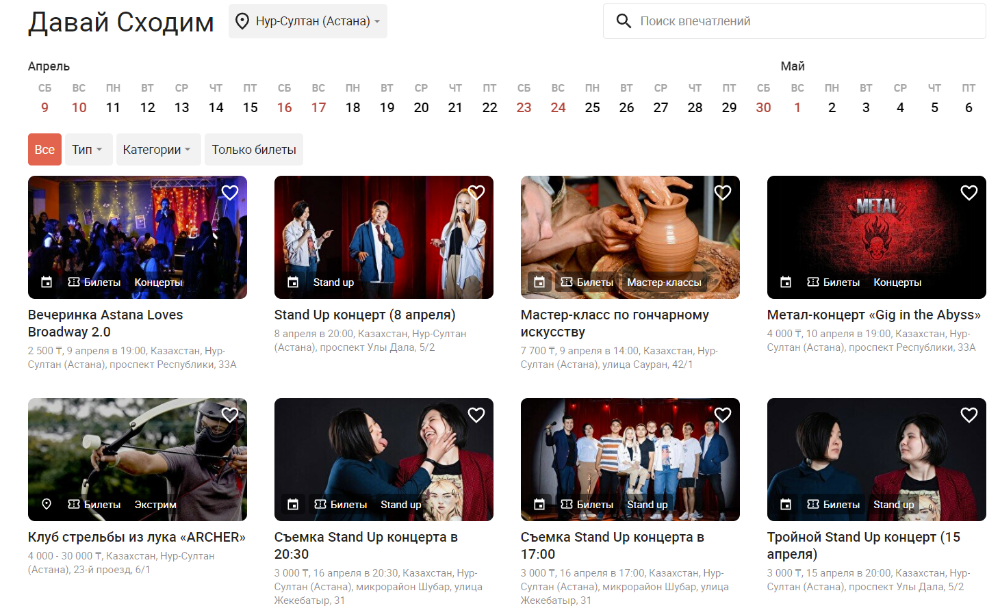 Давай Сходим
Нур-Султан (Астана)
Поиск впечатлений
Апрель Май
СБ ВС ПН ВТ СР ЧТ ПТ СБ ВС ПН ВТ СР ЧТ ПТ СБ ВС ПН ВТ СР ЧТ ПТ СБ ВС ПН ВТ СР ЧТ ПТ
9 10 11 12 13 14 15 16 17 18 19 20 21 22 23 24 25 26 27 28 29 30 1 2 3 4 5 6
Все Тип Категории Только билеты
Билеты Концерты
Вечеринка Astana Loves
Broadway 2.0
2 500 ₸, 9 апреля в 19:00, Казахстан, Нур-
Султан (Астана), проспект Республики, 33А
Stand up
Stand Up концерт (8 апреля)
8 апреля в 20:00, Казахстан, Нур-Султан
(Астана), проспект Улы Дала, 5/2
Билеты Мастер-классы
Мастер-класс по гончарному
искусству
7 700 ₸, 9 апреля в 14:00, Казахстан, Нур-
Султан (Астана), улица Сауран, 42/1
METAL
Билеты Концерты
Метал-концерт «Gig in the Abyss»
4 000 ₸, 10 апреля в 19:00, Казахстан, Нур-
Султан (Астана), проспект Республики, 33А
Билеты Экстрим
Клуб стрельбы из лука «ARCHER»
4 000 - 30 000 ₸, Казахстан, Нур-Султан
(Астана), 23-й проезд, 6/1
Билеты Stand up
Съемка Stand Up концерта в
20:30
3 000 ₸, 16 апреля в 20:30, Казахстан, Нур-
Султан (Астана), микрорайон Шубар, улица
Жекебатыр, 31
Билеты Stand up
Съемка Stand Up концерта в
17:00
3 000 ₸, 16 апреля в 17:00, Казахстан, Нур-
Султан (Астана), микрорайон Шубар, улица
Жекебатыр, 31
Билеты Stand up
Тройной Stand Up концерт (15
апреля)
3 000 ₸, 15 апреля в 20:00, Казахстан, Нур-
Султан (Астана), проспект Улы Дала, 5/2